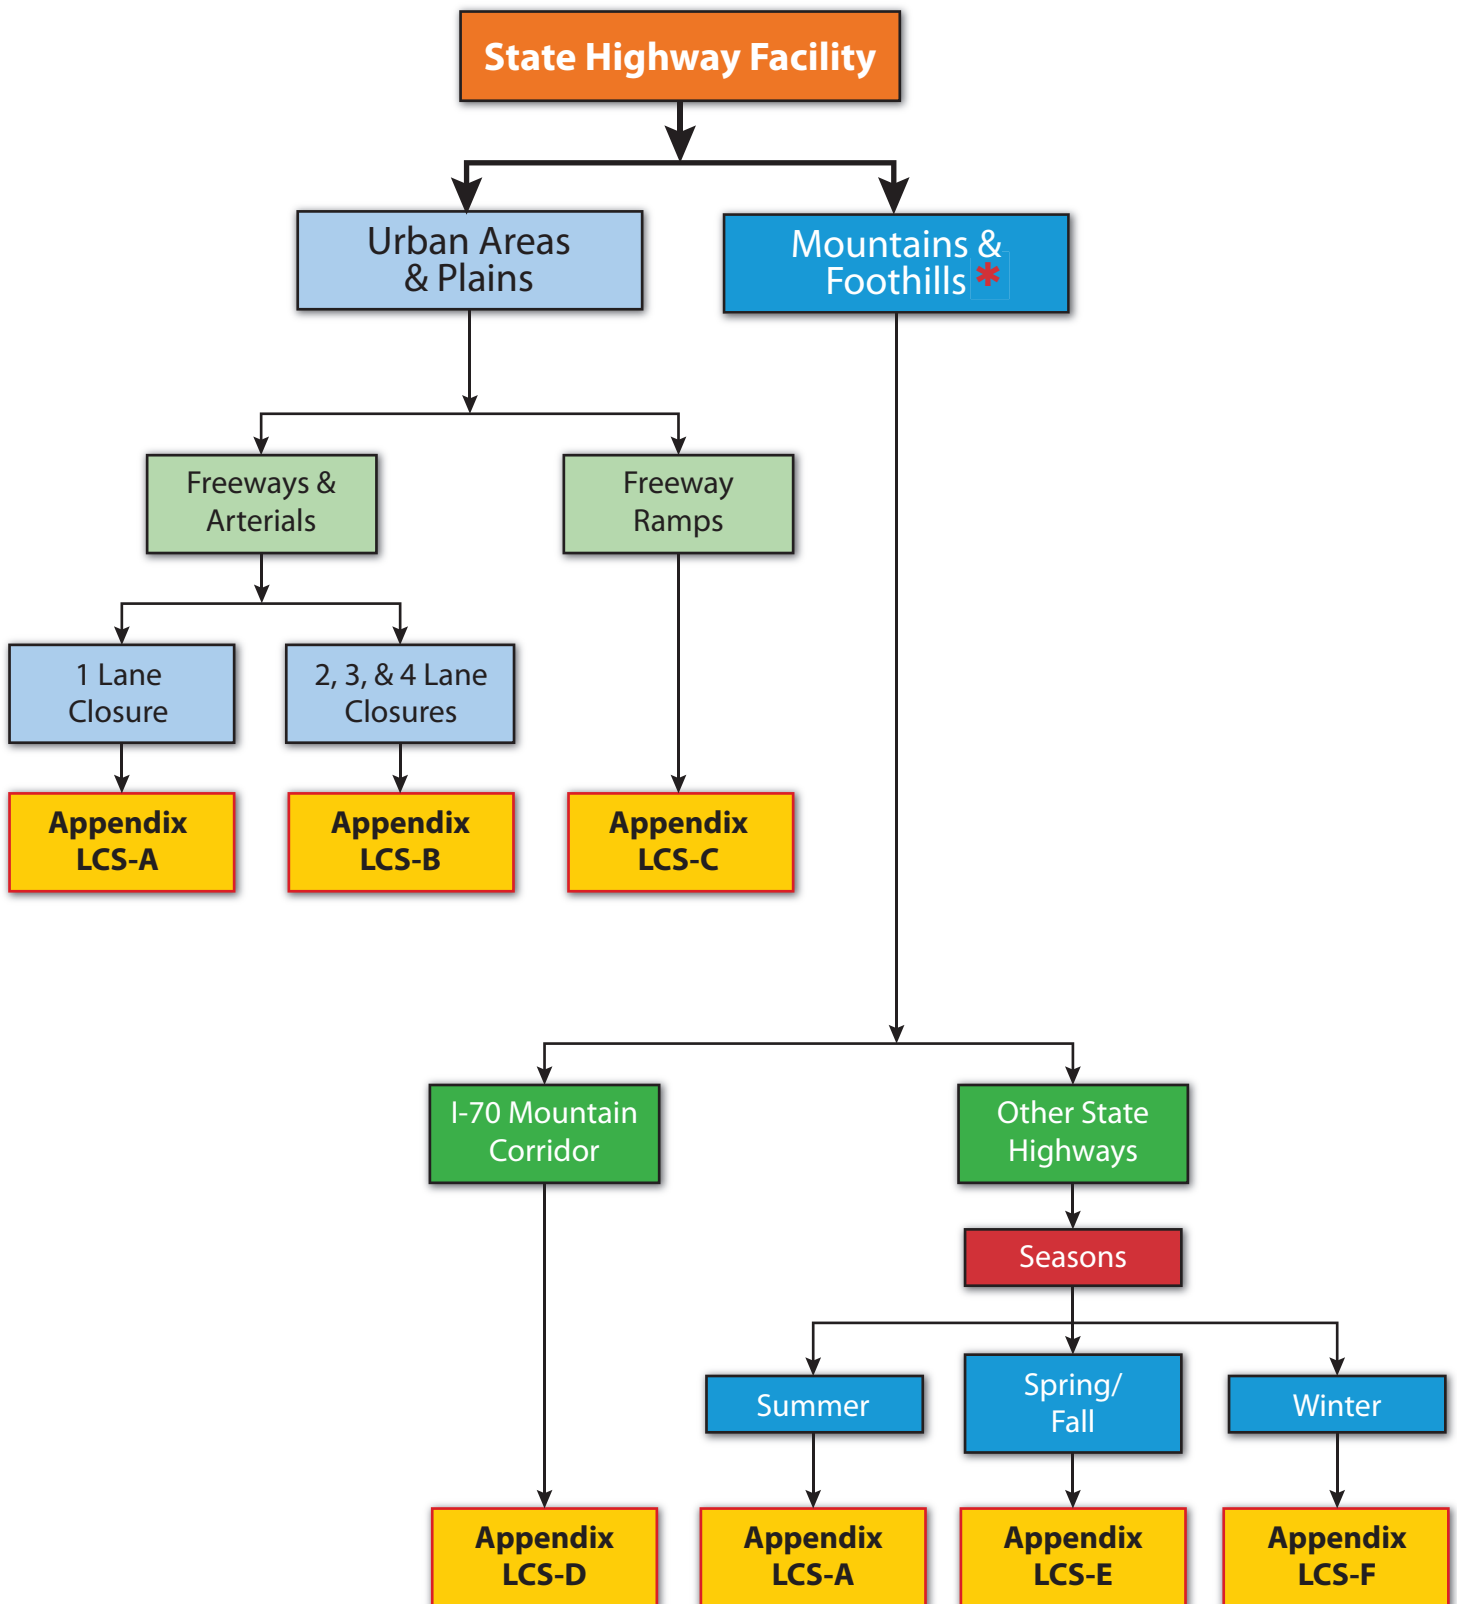 State Highway Facility
Urban Areas
& Plains
Mountains &
Foothills *
Freeways &
Arterials
Freeway
Ramps
1 Lane
Closure
2, 3, & 4 Lane
Closures
Appendix
LCS-A
Appendix
LCS-B
Appendix
LCS-C
I-70 Mountain
Corridor
Other State
Highways
Seasons
Summer
Spring/
Fall
Winter
Appendix
LCS-D
Appendix
LCS-A
Appendix
LCS-E
Appendix
LCS-F